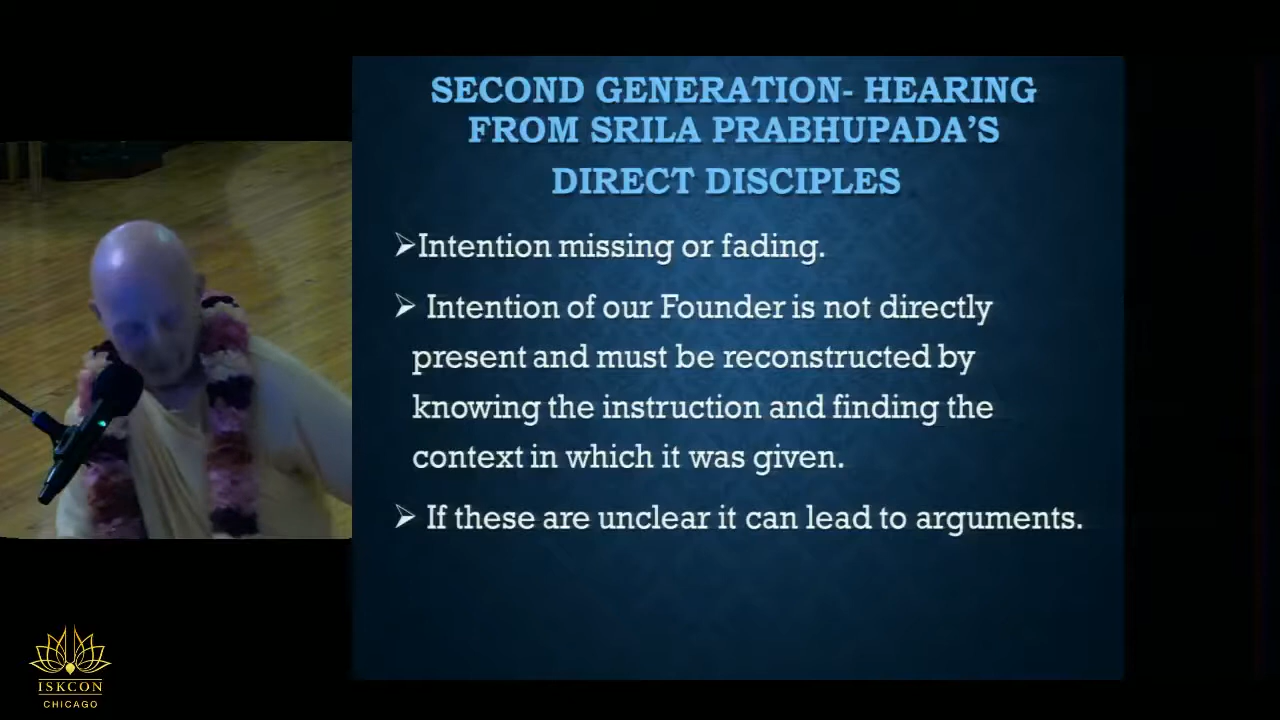 SECOND GENERATION- HEARING
FROM SRILA PRABHUPADA’S
DIRECT DISCIPLES
➢Intention missing or fading.
➢ Intention of our Founder is not directly
present and must be reconstructed by
knowing the instruction and finding the
context in which it was given.
➢ If these are unclear it can lead to arguments.
ISKCON
CHICAGO